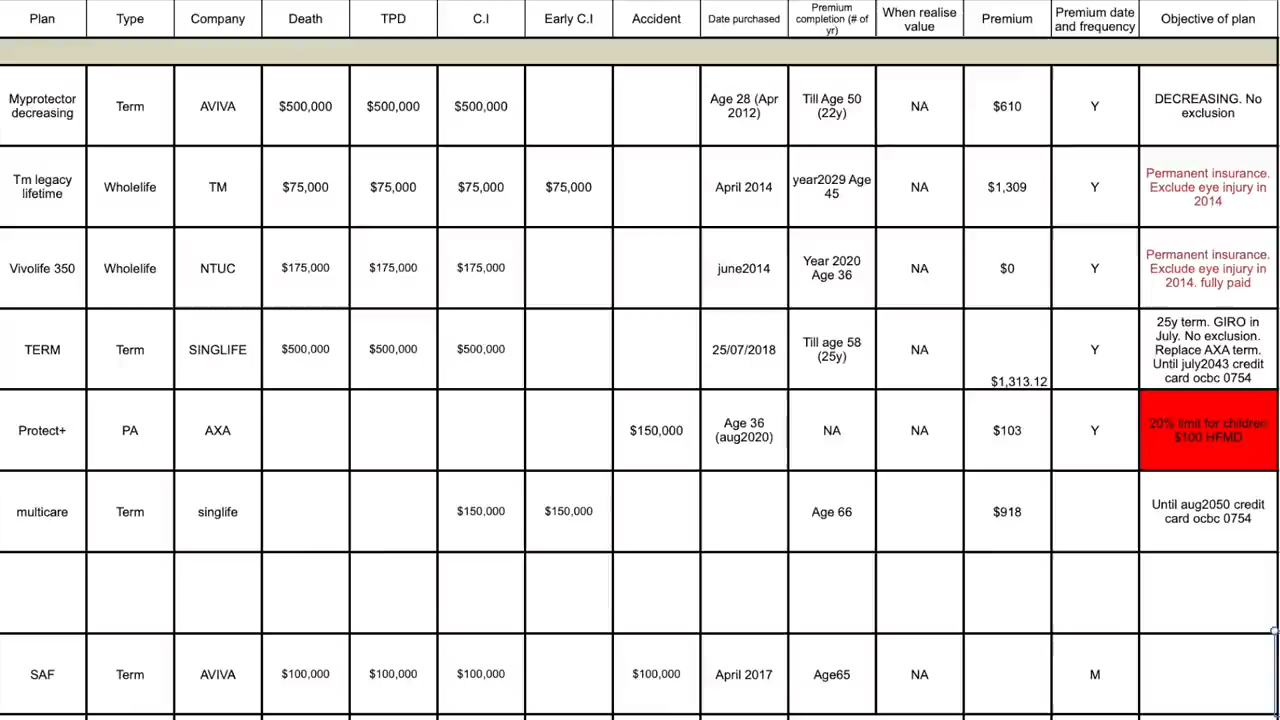 Plan Type Company Death TPD C.I Early C.I Accident Date purchased Premium completion (# of yr) When realise value Premium Premium date and frequency Objective of plan
Myprotector decreasing Term AVIVA $500,000 $500,000 $500,000 Age 28 (Apr 2012) Till Age 50 (22y) NA $610 Y DECREASING. No exclusion
Tm legacy lifetime Wholelife TM $75,000 $75,000 $75,000 $75,000 April 2014 year2029 Age 45 NA $1,309 Y Permanent insurance. Exclude eye injury in 2014
Vivolife 350 Wholelife NTUC $175,000 $175,000 $175,000 june2014 Year 2020 Age 36 NA $0 Y Permanent insurance. Exclude eye injury in 2014. fully paid
TERM Term SINGLIFE $500,000 $500,000 $500,000 25/07/2018 Till age 58 (25y) NA $1,313.12 Y 25y term. GIRO in July. No exclusion. Replace AXA term. Until july2043 credit card ocbc 0754
Protect+ PA AXA $150,000 Age 36 (aug2020) NA NA $103 Y 20% limit for children $100 HFMD
multicare Term singlife $150,000 $150,000 Age 66 $918 Until aug2050 credit card ocbc 0754
SAF Term AVIVA $100,000 $100,000 $100,000 $100,000 April 2017 Age65 NA M